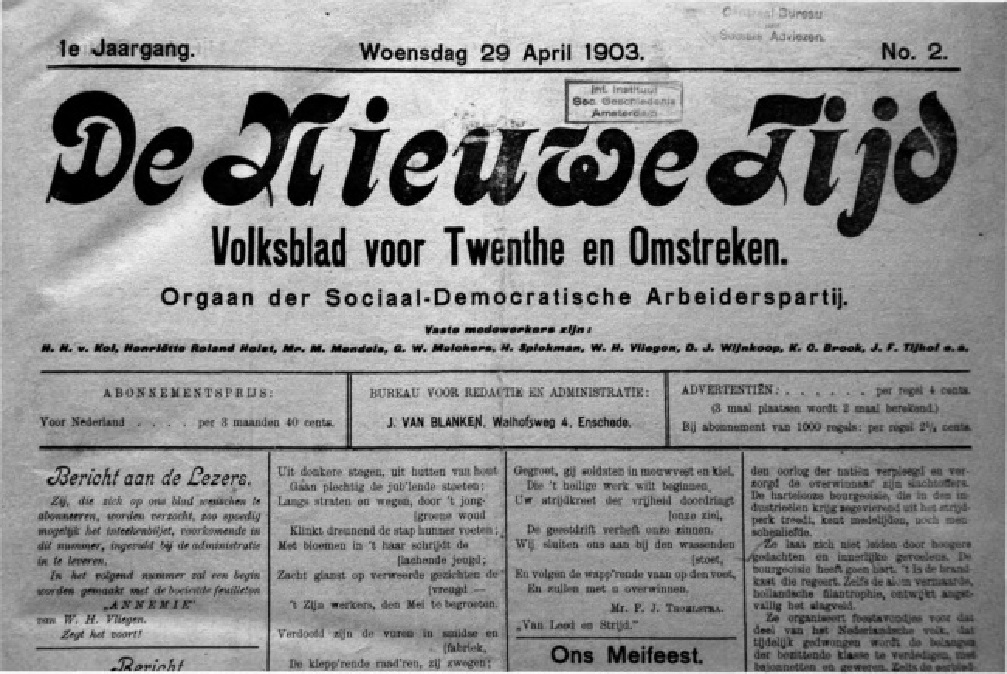 1e Jaargang.
Woensdag 29 April 1903.
No. 2.
Centraal Bureau
Sociale Adviezen.
Int. Instituut
Soc. Geschiedenis
Amsterdam
De Nieuwe Tijd
Volksblad voor Twenthe en Omstreken.
Orgaan der Sociaal-Democratische Arbeiderspartij.
Vaste medewerkers zijn:
H. H. v. Kol, Henriëtte Roland Holst, Mr. M. Mendels, G. W. Melchers, H. Spiekman, W. H. Vliegen, D. J. Wijnkoop, K. C. Broek, J. F. Tijhof e.a.
ABONNEMENTSPRIJS:
Voor Nederland . . . . per 3 maanden 40 cents.
BUREAU VOOR REDACTIE EN ADMINISTRATIE:
J. VAN BLANKEN, Walhofsweg 4, Enschede.
ADVERTENTIËN: . . . . . . per regel 4 cents.
(3 maal plaatsen wordt 2 maal berekend.)
Bij abonnement van 1000 regels: per regel 2½ cents.
Bericht aan de Lezers.
Zij, die zich op ons blad wenschen te
abonneeren, worden verzocht, zoo spoedig
mogelijk het inteekenbiljet, voorkomende in
dit nummer, ingevuld bij de administratie
in te leveren.
In het volgend nummer zal een begin
worden gemaakt met de boeiende feuilleton
„ANNEMIE"
van W. H. Vliegen.
Zegt het voort!
Bericht
Uit donkere stegen, uit hutten van hout
Gaan plechtig de jub'lende stoeten;
Langs straten en wegen, door 't jong-
[groene woud
Klinkt dreunend de stap hunner voeten;
Met bloemen in 't haar schrijdt de
[lachende jeugd;
Zacht glanst op verweerde gezichten de
[vreugd —
't Zijn werkers, den Mei te begroeten.
Verdoofd zijn de vuren in smidse en
[fabriek,
De klepp'rende raad'ren, zij zwegen;
Gegroet, gij soldaten in mouwvest en kiel,
Die 't heilige werk wilt beginnen,
Uw strijdkreet der vrijheid doordringt
[onze ziel,
De geestdrift verheft onze zinnen,
Wij sluiten ons aan bij den wassenden
[stoet,
En volgen de wapp'rende vaan op den voet,
En zullen met u overwinnen.
Mr. P. J. TROELSTRA.
„Van Leed en Strijd."
Ons Meifeest.
den oorlog der natiën verpleegd en ver-
zorgd de overwinnaar zijn slachtoffers.
De hartelooze bourgeoisie, die in den in-
dustrieelen krijg zegevierend uit het strijd-
perk treedt, kent medelijden, noch men-
schenliefde.
Ze laat zich niet leiden door hoogere
gedachten en innerlijke gevoelens. De
bourgeoisie heeft geen hart. 't Is de brand-
kast die regeert. Zelfs de alom vermaarde,
hollandsche filantrophie, ontwijkt angst-
vallig het slagveld.
Ze organiseert feestavondjes voor dat
deel van het Nederlandsche volk, dat
tijdelijk gedwongen wordt de belangen
der bezittende klasse te verdedigen, met
bajonnetten en geweren. Zelfs de